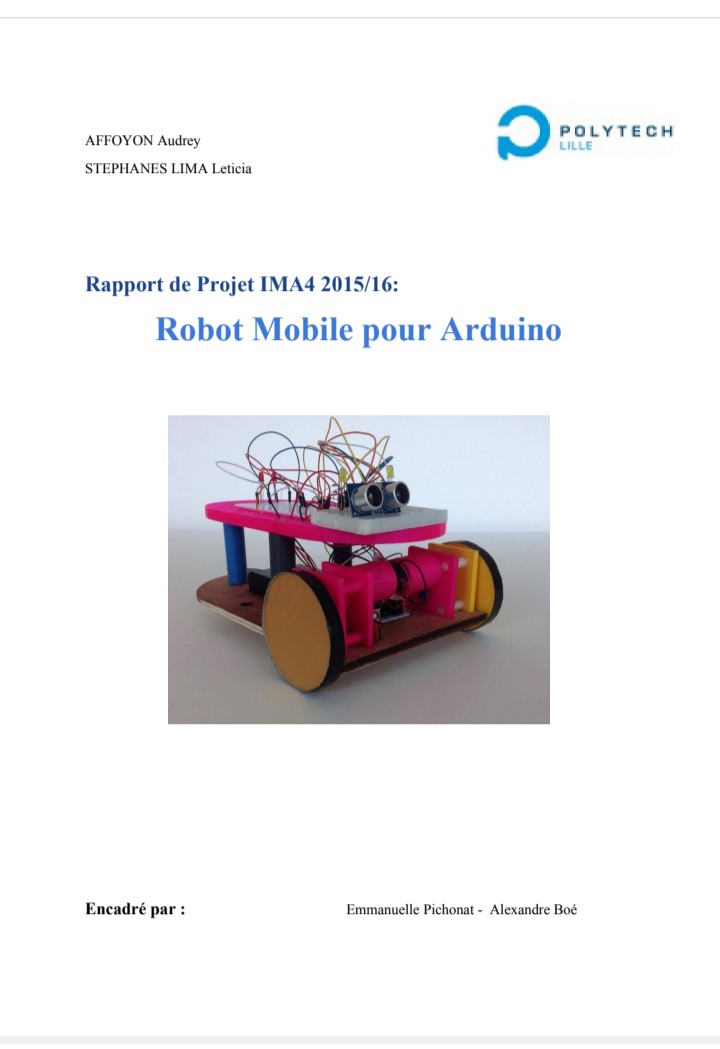 AFFOYON Audrey
STEPHANES LIMA Leticia
POLYTECH
LILLE
Rapport de Projet IMA4 2015/16:
Robot Mobile pour Arduino
Encadré par :    Emmanuelle Pichonat -  Alexandre Boé